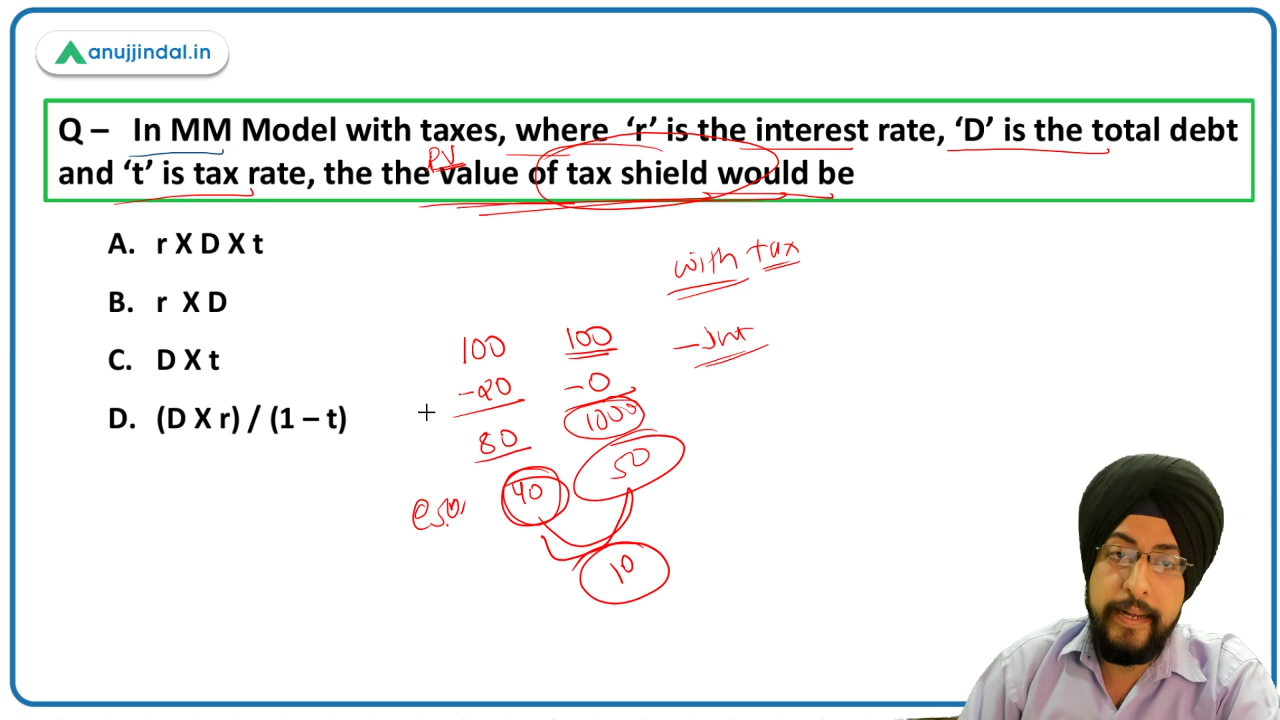 anujjindal.in
Q – In MM Model with taxes, where ‘r’ is the interest rate, ‘D’ is the total debt
PV
and ‘t’ is tax rate, the the value of tax shield would be
A. r X D X t
B. r X D
C. D X t
D. (D X r) / (1 – t)
with tax
- Int
100 100
-20 -0
80 1000
50
@50% 40
10